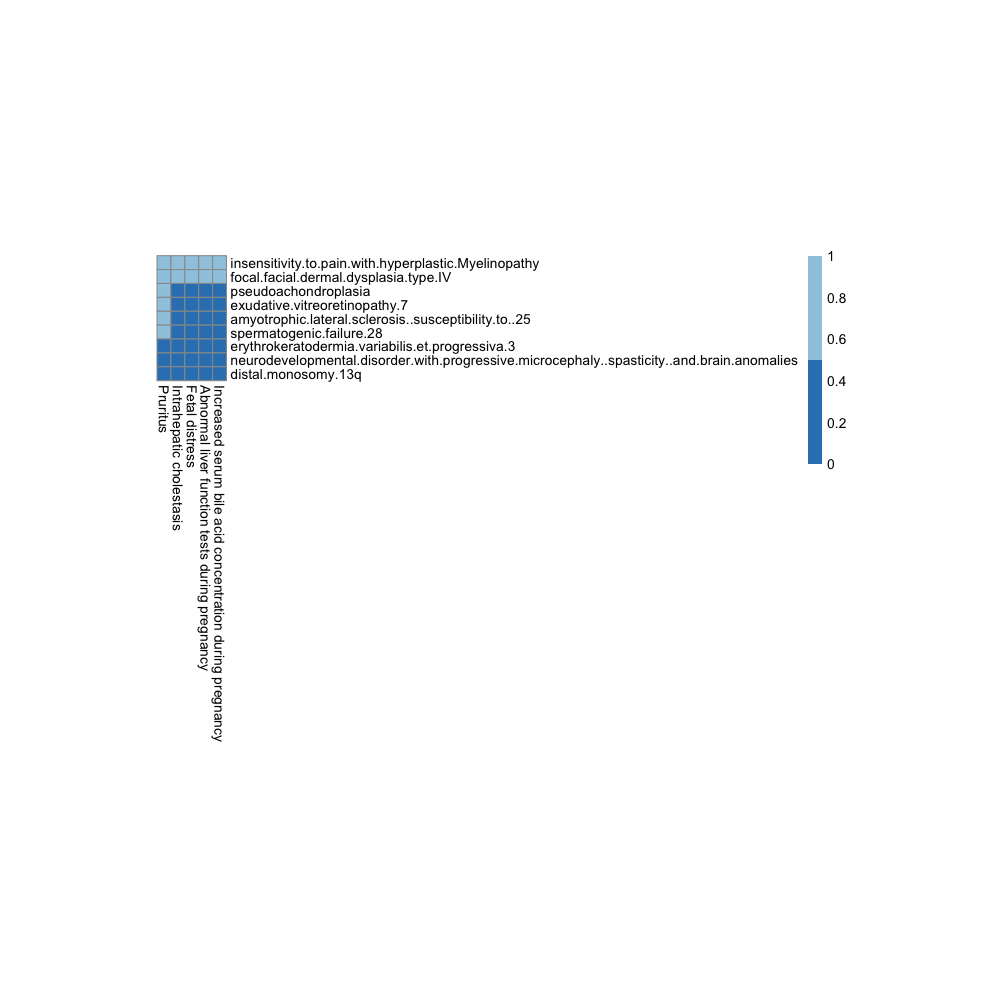 insensitivity.to.pain.with.hyperplastic.Myelinopathy
focal.facial.dermal.dysplasia.type.IV
pseudoachondroplasia
exudative.vitreoretinopathy.7
amyotrophic.lateral.sclerosis..susceptibility.to..25
spermatogenic.failure.28
erythrokeratodermia.variabilis.et.progressiva.3
neurodevelopmental.disorder.with.progressive.microcephaly..spasticity..and.brain.anomalies
distal.monosomy.13q
Pruritus
Intrahepatic cholestasis
Fetal distress
Abnormal liver function tests during pregnancy
Increased serum bile acid concentration during pregnancy
1
0.8
0.6
0.4
0.2
0